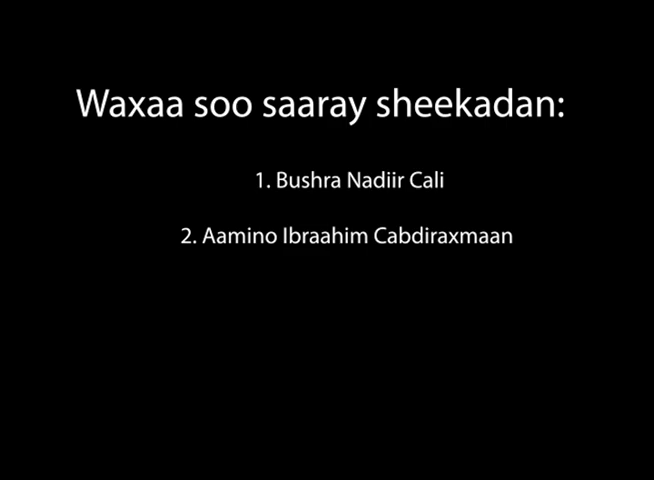 Waxaa soo saaray sheekadan:
1. Bushra Nadiir Cali
2. Aamino Ibraahim Cabdiraxmaan